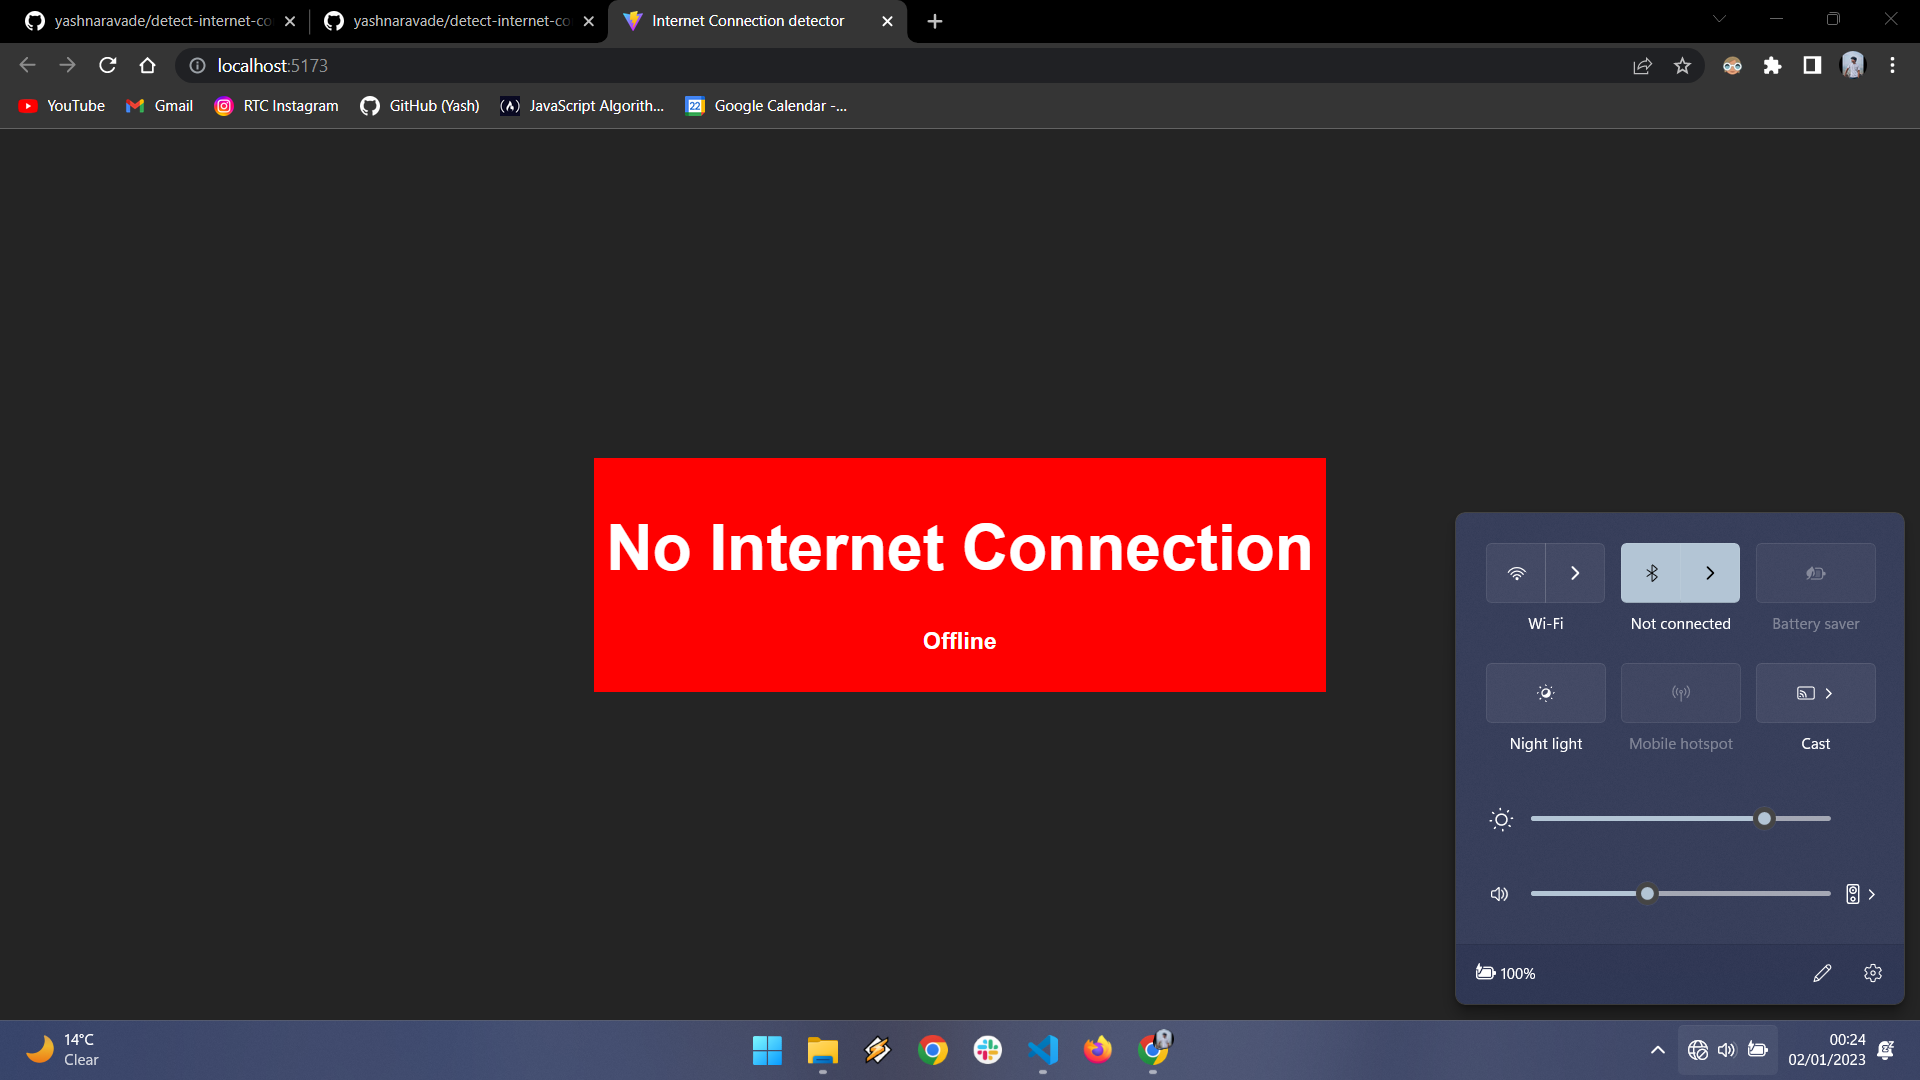 yashnaravade/detect-internet-co
yashnaravade/detect-internet-co
Internet Connection detector
localhost:5173
YouTube
Gmail
RTC Instagram
GitHub (Yash)
JavaScript Algorith...
22
Google Calendar -...
No Internet Connection
Offline
Wi-Fi
Not connected
Battery saver
Night light
Mobile hotspot
Cast
100%
14°C
Clear
00:24
02/01/2023